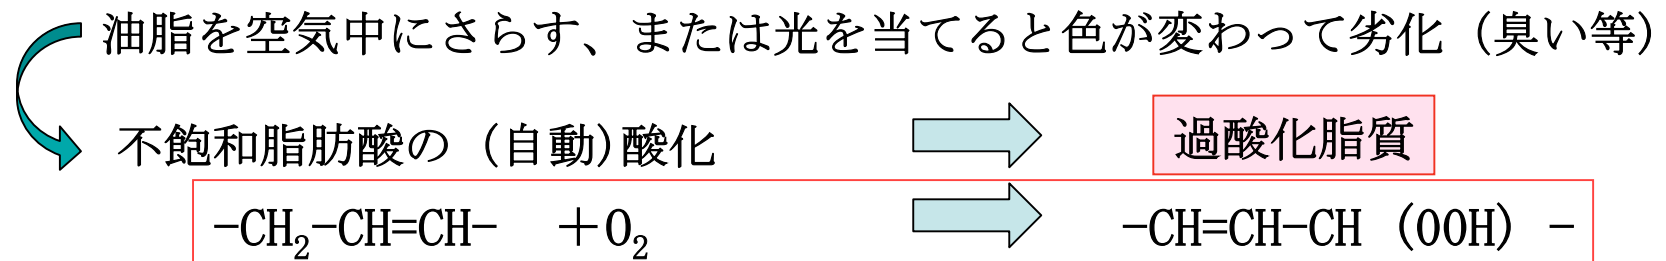 油脂を空気中にさらす、または光を当てると色が変わって劣化（臭い等）
不飽和脂肪酸の（自動）酸化 過酸化脂質
−CH₂−CH=CH− ＋O₂ −CH=CH−CH（OOH）−